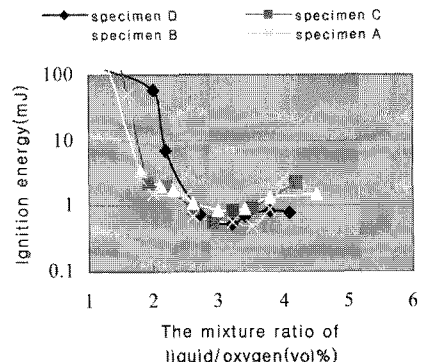 specimen D
specimen C
specimen B
specimen A
Ignition energy(mJ)
100
10
1
0.1
1 2 3 4 5 6
The mixture ratio of
liquid/oxygen(vol%)